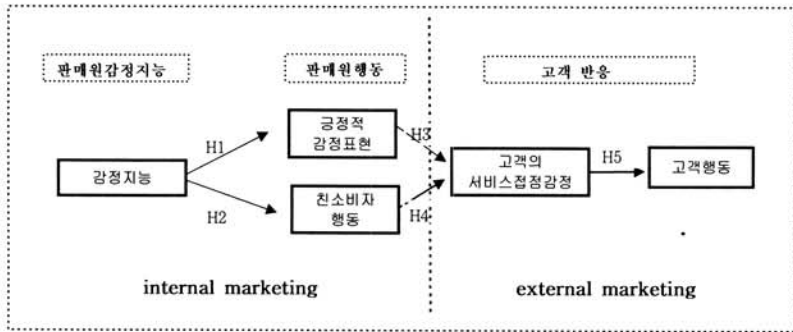 판매원감정지능
판매원행동
고객 반응
H1
긍정적
감정표현
H3
감정지능
고객의
서비스접점감정
H5
고객행동
H2
친소비자
행동
H4
internal marketing
external marketing